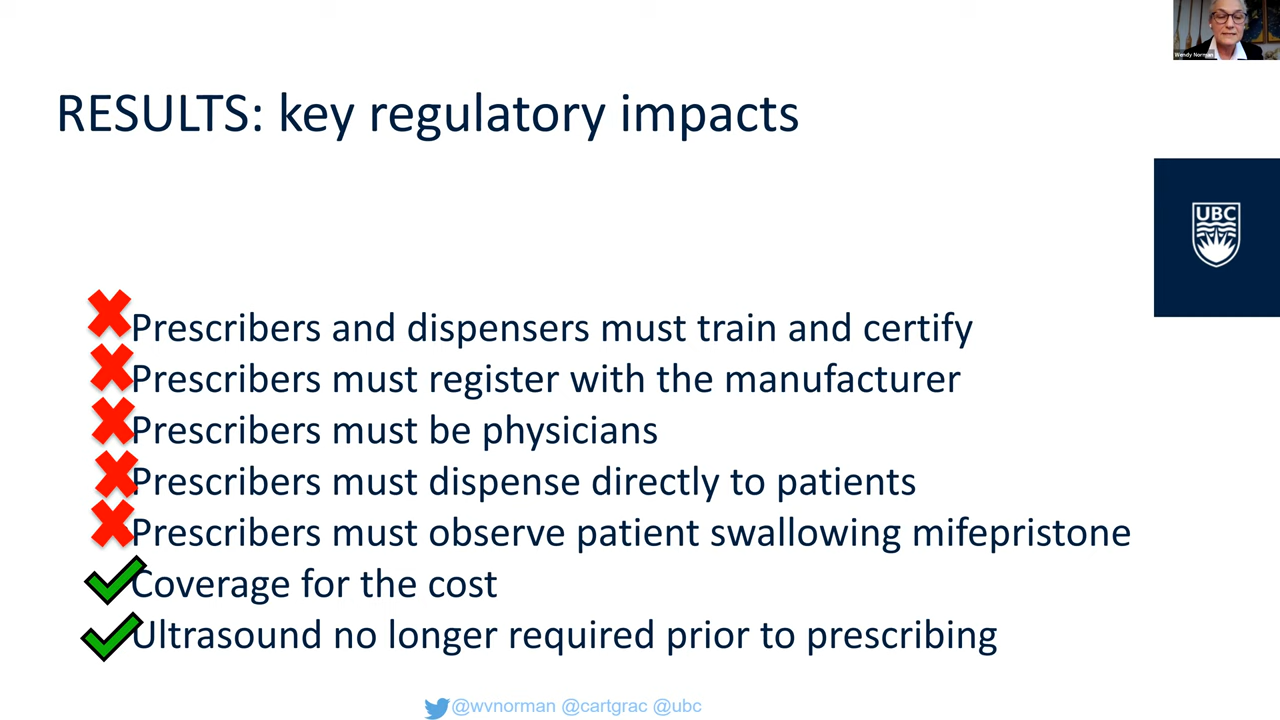 Wendy Norman
RESULTS: key regulatory impacts
UBC
Prescribers and dispensers must train and certify
Prescribers must register with the manufacturer
Prescribers must be physicians
Prescribers must dispense directly to patients
Prescribers must observe patient swallowing mifepristone
Coverage for the cost
Ultrasound no longer required prior to prescribing
@wvnorman @cartgrac @ubc